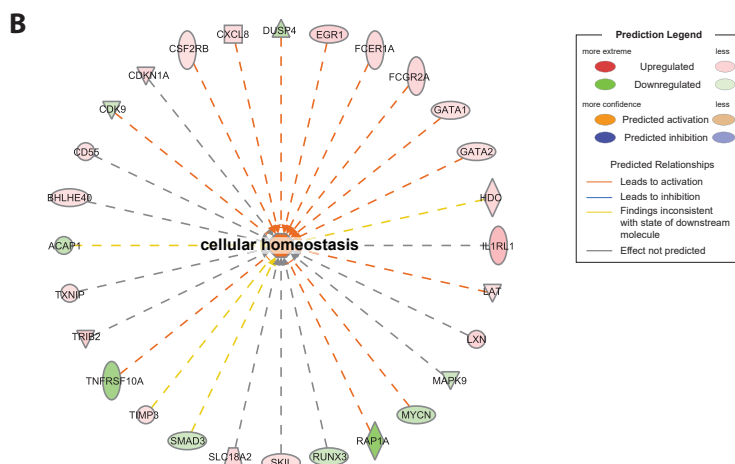 B
DUSP4
CXCL8
EGR1
CSF2RB
FCER1A
CDKN1A
FCGR2A
CDK9
GATA1
CD55
GATA2
BHLHE40
HDC
ACAP1
cellular homeostasis
IL1RL1
TXNIP
LAT
TRIB2
LXN
TNFRSF10A
MAPK9
TIMP3
MYCN
SMAD3
RAP1A
SLC18A2
SKIL
RUNX3
Prediction Legend
more extreme less
Upregulated
Downregulated
more confidence less
Predicted activation
Predicted inhibition
Predicted Relationships
Leads to activation
Leads to inhibition
Findings inconsistent
with state of downstream
molecule
Effect not predicted